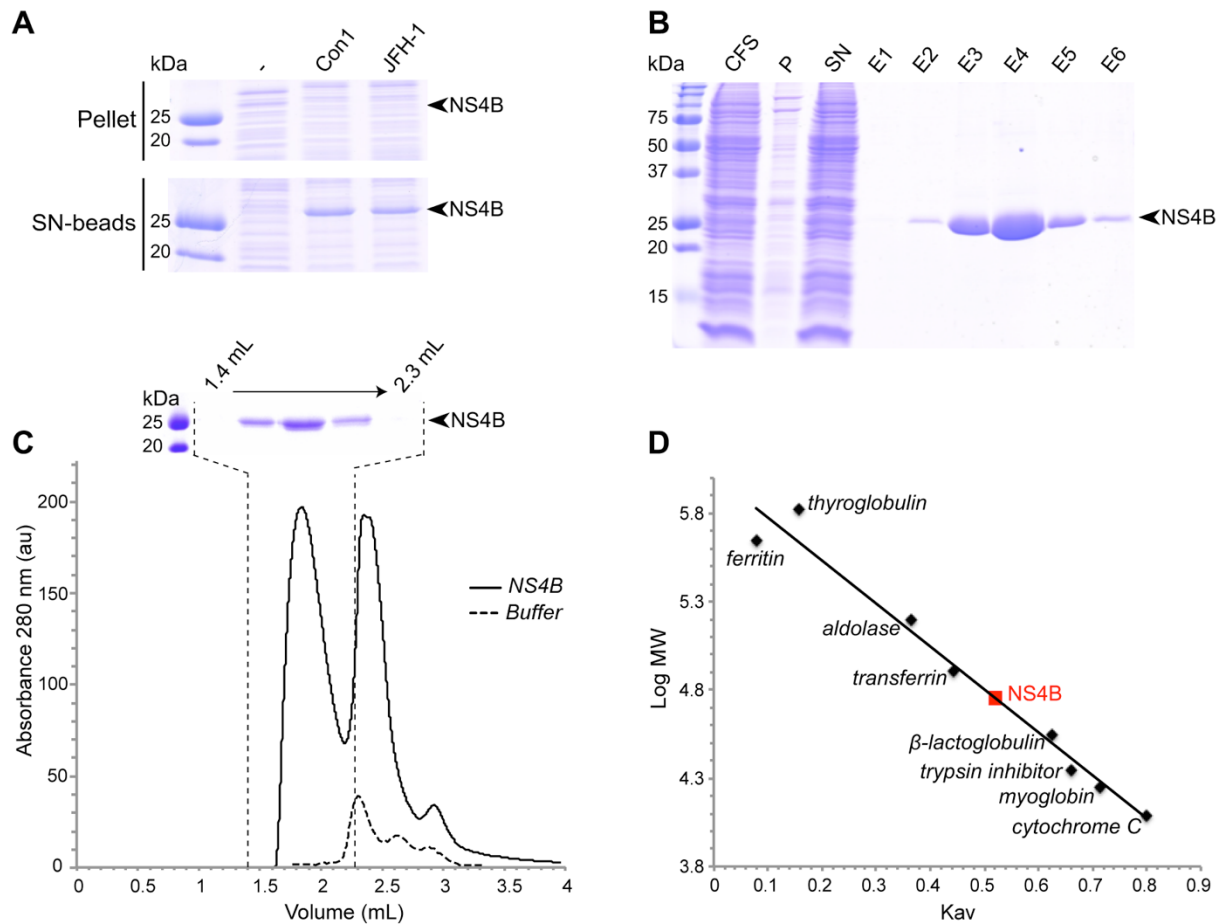 A
kDa
-
Con1
JFH-1
Pellet
25
20
NS4B
SN-beads
25
20
NS4B
B
kDa
CFS
P
SN
E1
E2
E3
E4
E5
E6
75
50
37
25
20
15
NS4B
1.4 mL
2.3 mL
kDa
25
20
NS4B
C
Absorbance 280 nm (au)
200
150
100
50
0
NS4B
Buffer
0 0.5 1 1.5 2 2.5 3 3.5 4
Volume (mL)
D
Log MW
5.8
5.3
4.8
4.3
3.8
thyroglobulin
ferritin
aldolase
transferrin
NS4B
β-lactoglobulin
trypsin inhibitor
myoglobin
cytochrome C
0 0.1 0.2 0.3 0.4 0.5 0.6 0.7 0.8 0.9
Kav